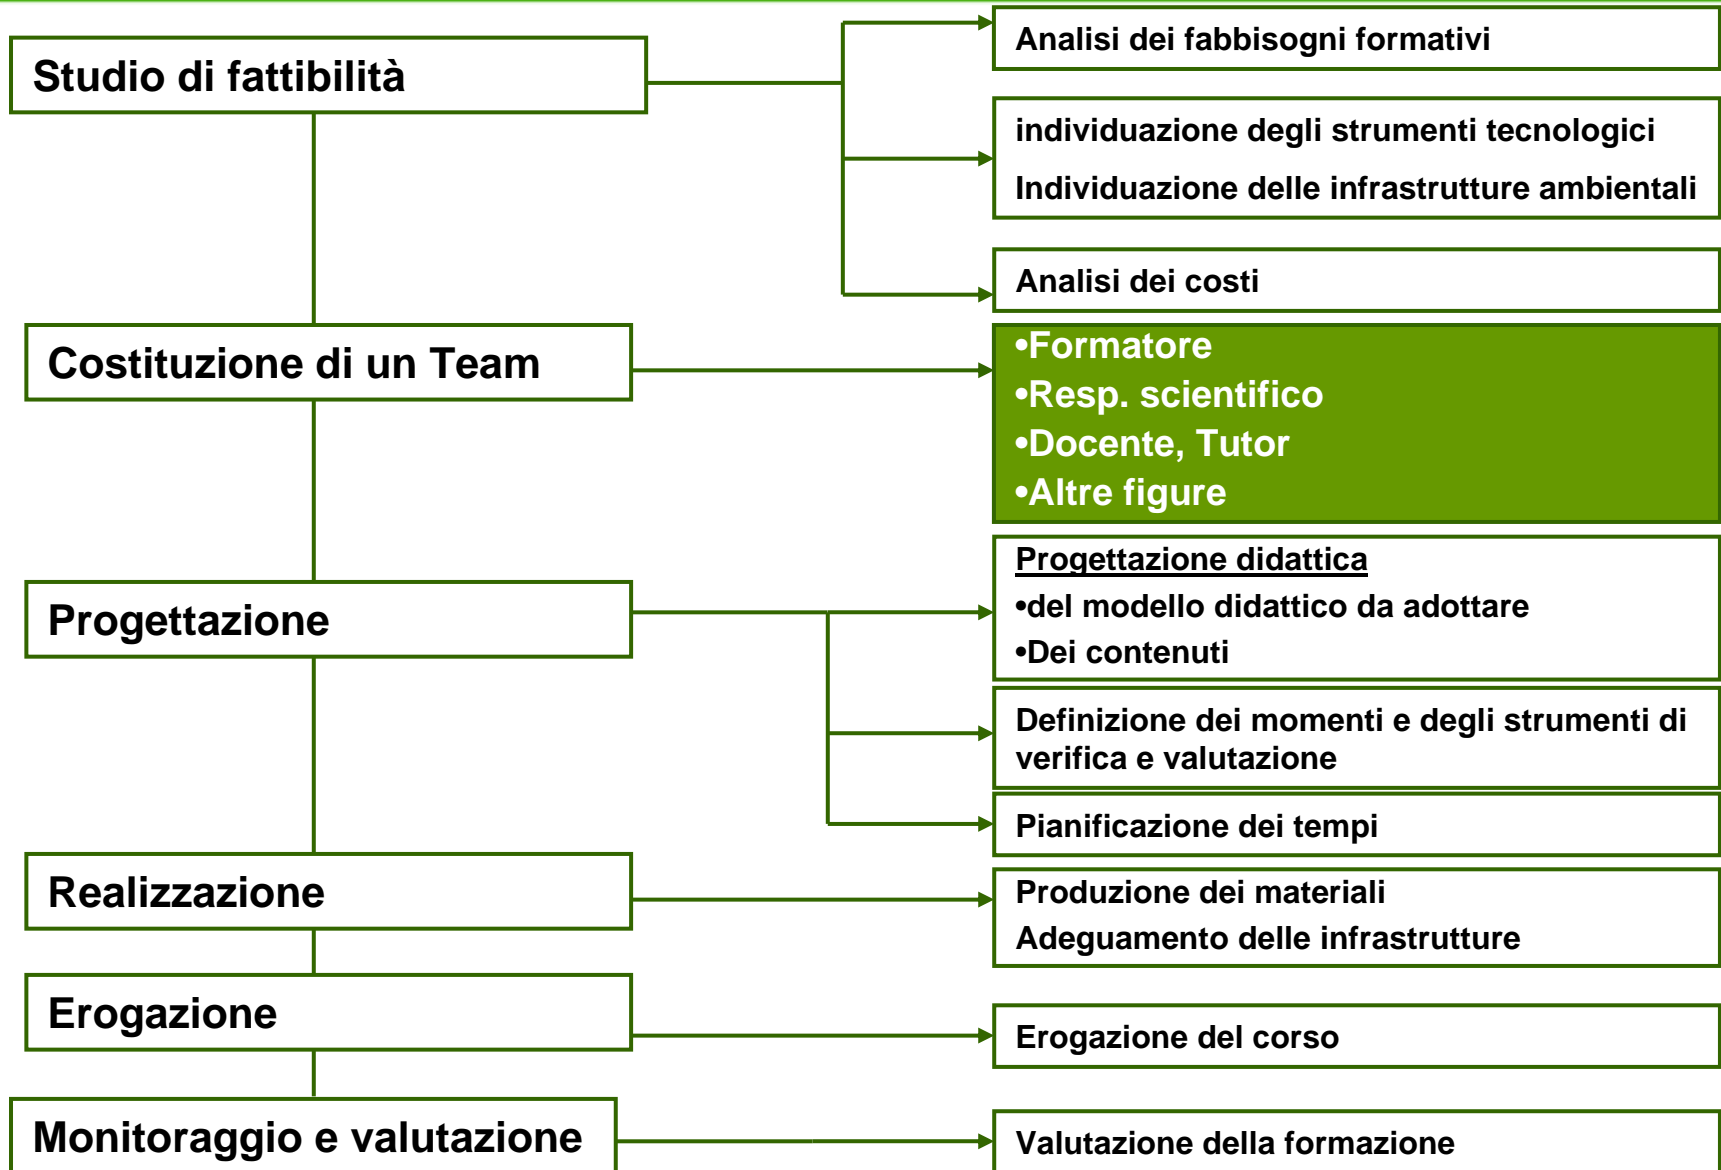 Studio di fattibilità
Analisi dei fabbisogni formativi
individuazione degli strumenti tecnologici
Individuazione delle infrastrutture ambientali
Analisi dei costi
Costituzione di un Team
•Formatore
•Resp. scientifico
•Docente, Tutor
•Altre figure
Progettazione
Progettazione didattica
•del modello didattico da adottare
•Dei contenuti
Definizione dei momenti e degli strumenti di
verifica e valutazione
Pianificazione dei tempi
Realizzazione
Produzione dei materiali
Adeguamento delle infrastrutture
Erogazione
Erogazione del corso
Monitoraggio e valutazione
Valutazione della formazione